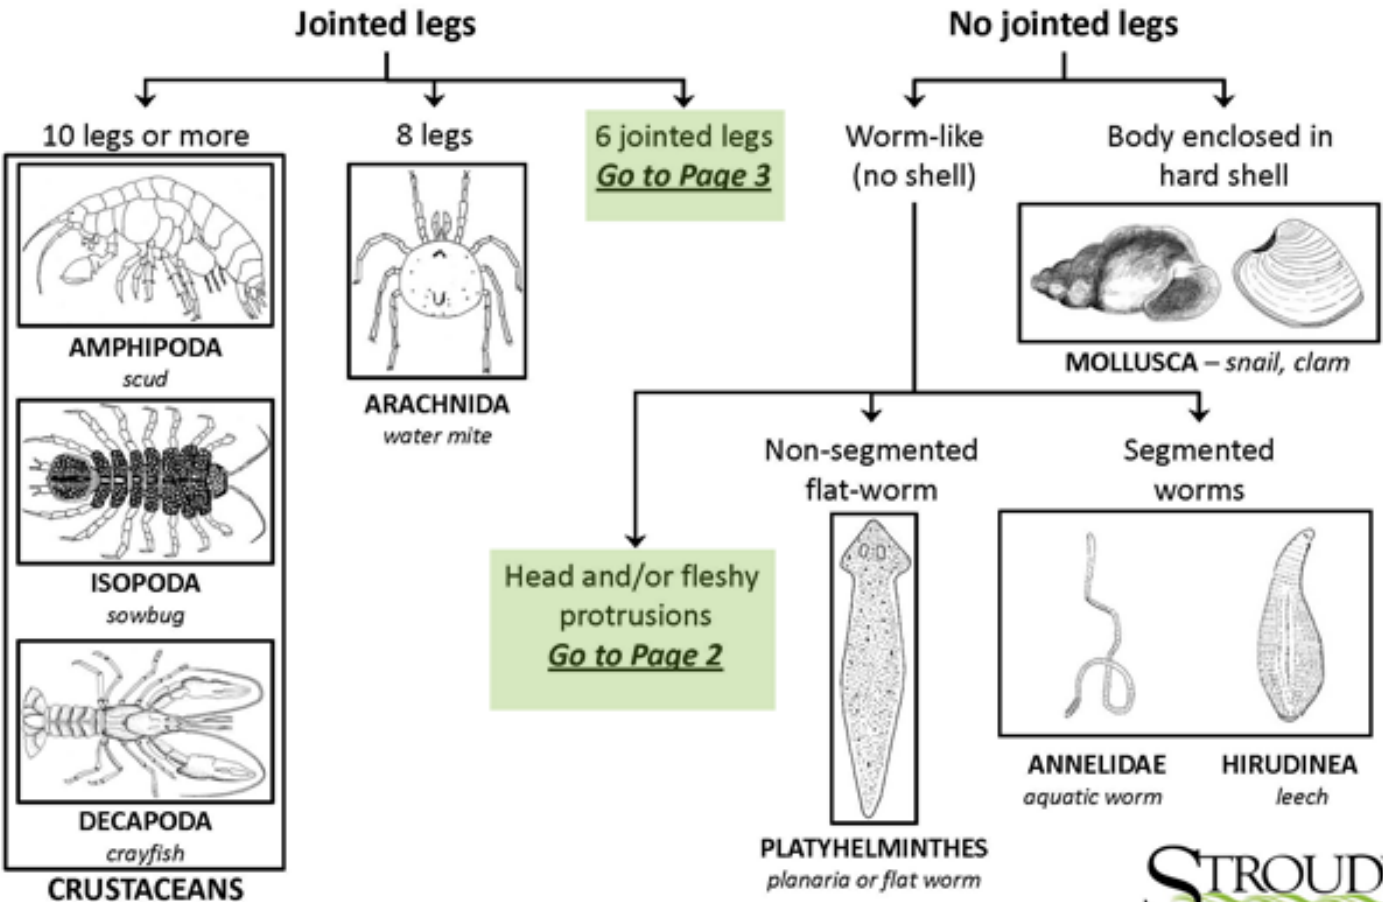 Jointed legs
No jointed legs
10 legs or more
8 legs
6 jointed legs
Go to Page 3
Worm-like
(no shell)
Body enclosed in
hard shell
AMPHIPODA
scud
ARACHNIDA
water mite
MOLLUSCA – snail, clam
ISOPODA
sowbug
Head and/or fleshy
protrusions
Go to Page 2
Non-segmented
flat-worm
Segmented
worms
DECAPODA
crayfish
CRUSTACEANS
PLATYHELMINTHES
planaria or flat worm
ANNELIDAE
aquatic worm
HIRUDINEA
leech
STROUD